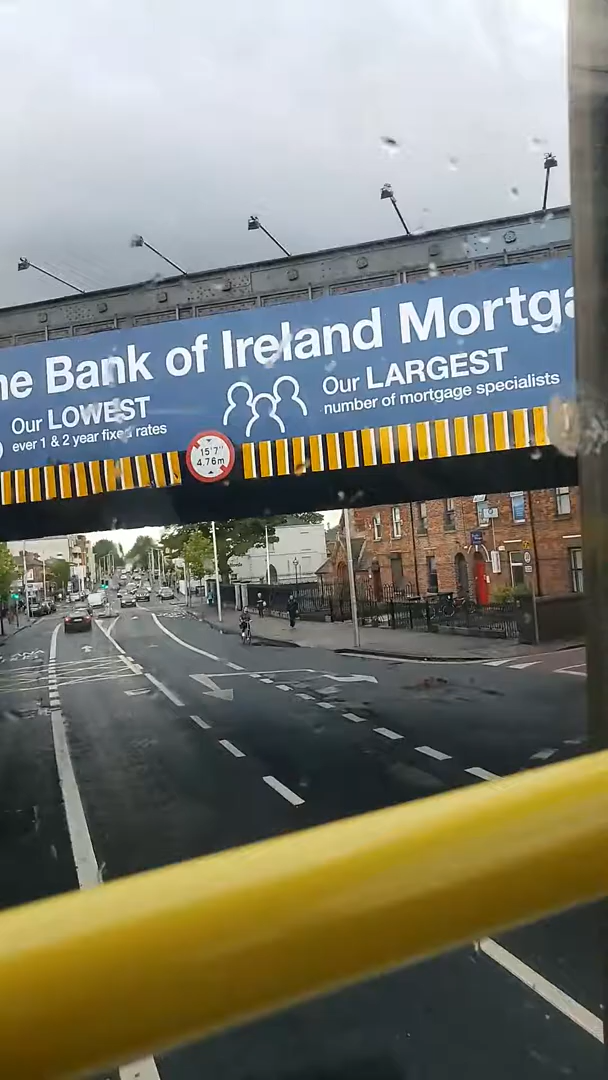 he Bank of Ireland Mortga
Our LOWEST
ever 1 & 2 year fixed rates
Our LARGEST
number of mortgage specialists
15'7"
4.76m